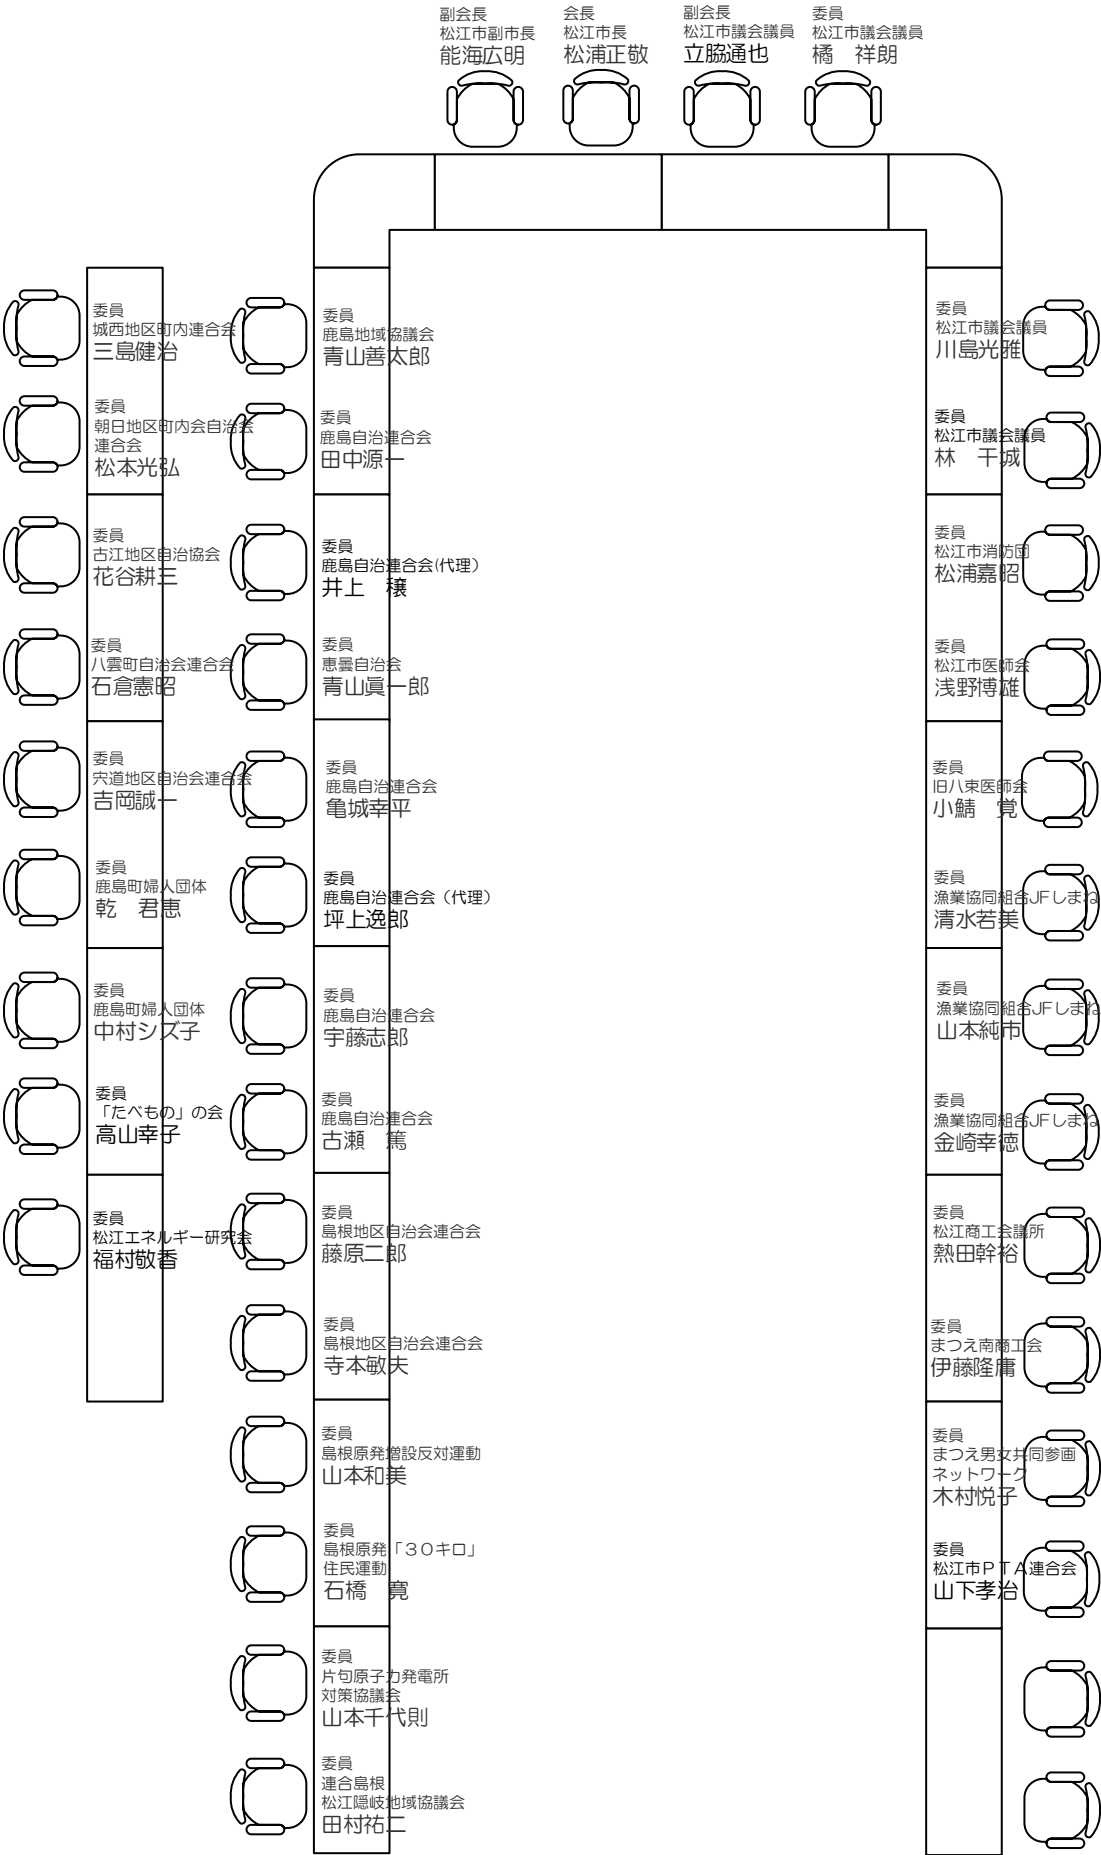 副会長
松江市副市長
能海広明
会長
松江市長
松浦正敬
副会長
松江市議会議員
立脇通也
委員
松江市議会議員
橘　祥朗
委員
城西地区町内連合会
三島健治
委員
朝日地区町内会自治会
連合会
松本光弘
委員
古江地区自治協会
花谷耕三
委員
八雲町自治会連合会
石倉憲昭
委員
宍道地区自治会連合会
吉岡誠一
委員
鹿島町婦人団体
乾　君恵
委員
鹿島町婦人団体
中村シズ子
委員
「たべもの」の会
高山幸子
委員
松江エネルギー研究会
福村敬香
委員
鹿島地域協議会
青山善太郎
委員
鹿島自治連合会
田中源一
委員
鹿島自治連合会(代理）
井上　穣
委員
恵曇自治会
青山眞一郎
委員
鹿島自治連合会
亀城幸平
委員
鹿島自治連合会（代理）
坪上逸郎
委員
鹿島自治連合会
宇藤志郎
委員
鹿島自治連合会
古瀬　篤
委員
島根地区自治会連合会
藤原二郎
委員
島根地区自治会連合会
寺本敏夫
委員
島根原発増設反対運動
山本和美
委員
島根原発「３０キロ」
住民運動
石橋　寛
委員
片句原子力発電所
対策協議会
山本千代則
委員
連合島根
松江隠岐地域協議会
田村祐二
委員
松江市議会議員
川島光雅
委員
松江市議会議員
林　干城
委員
松江市消防団
松浦嘉昭
委員
松江市医師会
浅野博雄
委員
旧八束医師会
小鯖　覚
委員
漁業協同組合JFしまね
清水若美
委員
漁業協同組合JFしまね
山本純市
委員
漁業協同組合JFしまね
金崎幸徳
委員
松江商工会議所
熱田幹裕
委員
まつえ南商工会
伊藤隆庸
委員
まつえ男女共同参画
ネットワーク
木村悦子
委員
松江市ＰＴＡ連合会
山下孝治